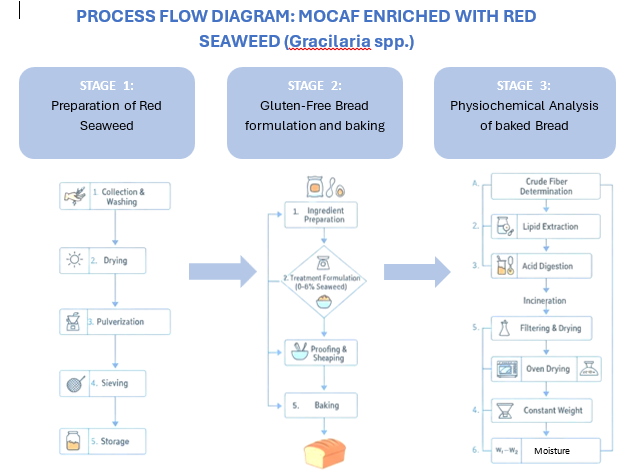 PROCESS FLOW DIAGRAM: MOCAF ENRICHED WITH RED
SEAWEED (Gracilaria spp.)
STAGE 1:
Preparation of Red
Seaweed
STAGE 2:
Gluten-Free Bread
formulation and baking
STAGE 3:
Physiochemical Analysis
of baked Bread
1 Collection &
Washing
2. Drying
3. Pulverization
4. Sieving
5. Storage
1. Ingredient
Preparation
2. Treatment Formulation
(0-6% Seaweed)
Proofing &
Sheaping
5. Baking
A. Crude Fiber
Determination
2. Lipid Extraction
3. Acid Digestion
Incineration
5. Filtering & Drying
Oven Drying
4. Constant Weight
6. W₁-W₂ Moisture